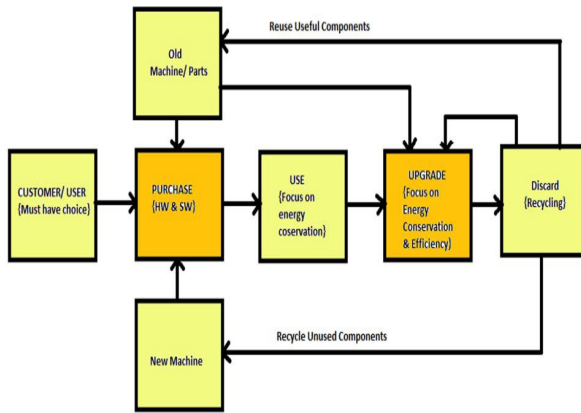 Reuse Useful Components
Old
Machine/ Parts
CUSTOMER/ USER
{Must have choice}
PURCHASE
{HW & SW}
USE
{Focus on
energy
coservation}
UPGRADE
{Focus on
Energy
Conservation
& Efficiency}
Discard
{Recycling}
Recycle Unused Components
New Machine